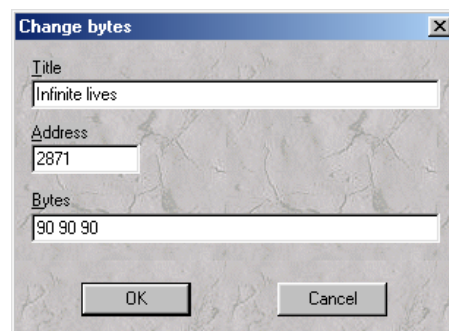 Change bytes
Title
Infinite lives
Address
2871
Bytes
90 90 90
OK Cancel